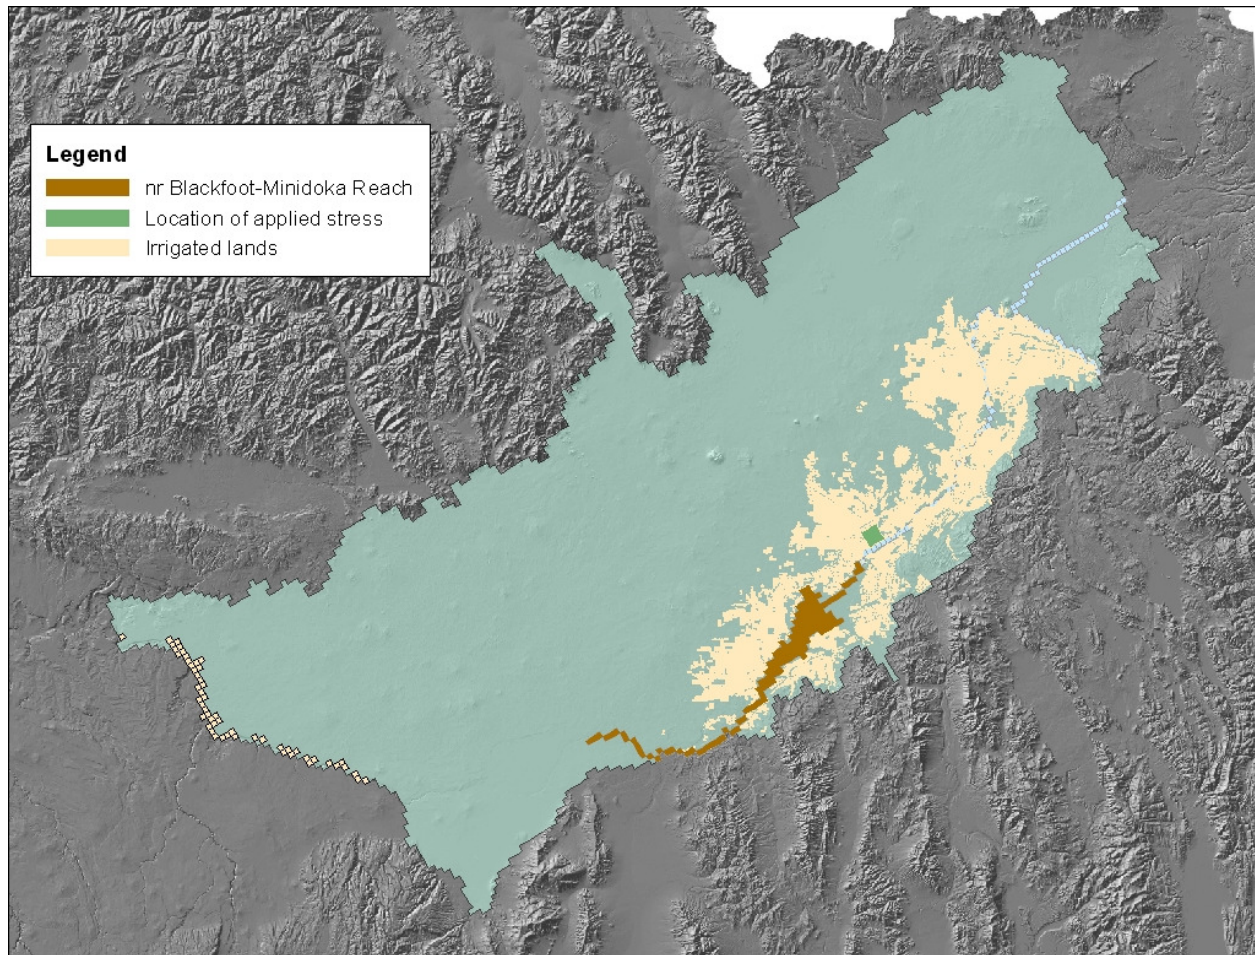 Legend
nr Blackfoot-Minidoka Reach
Location of applied stress
Irrigated lands